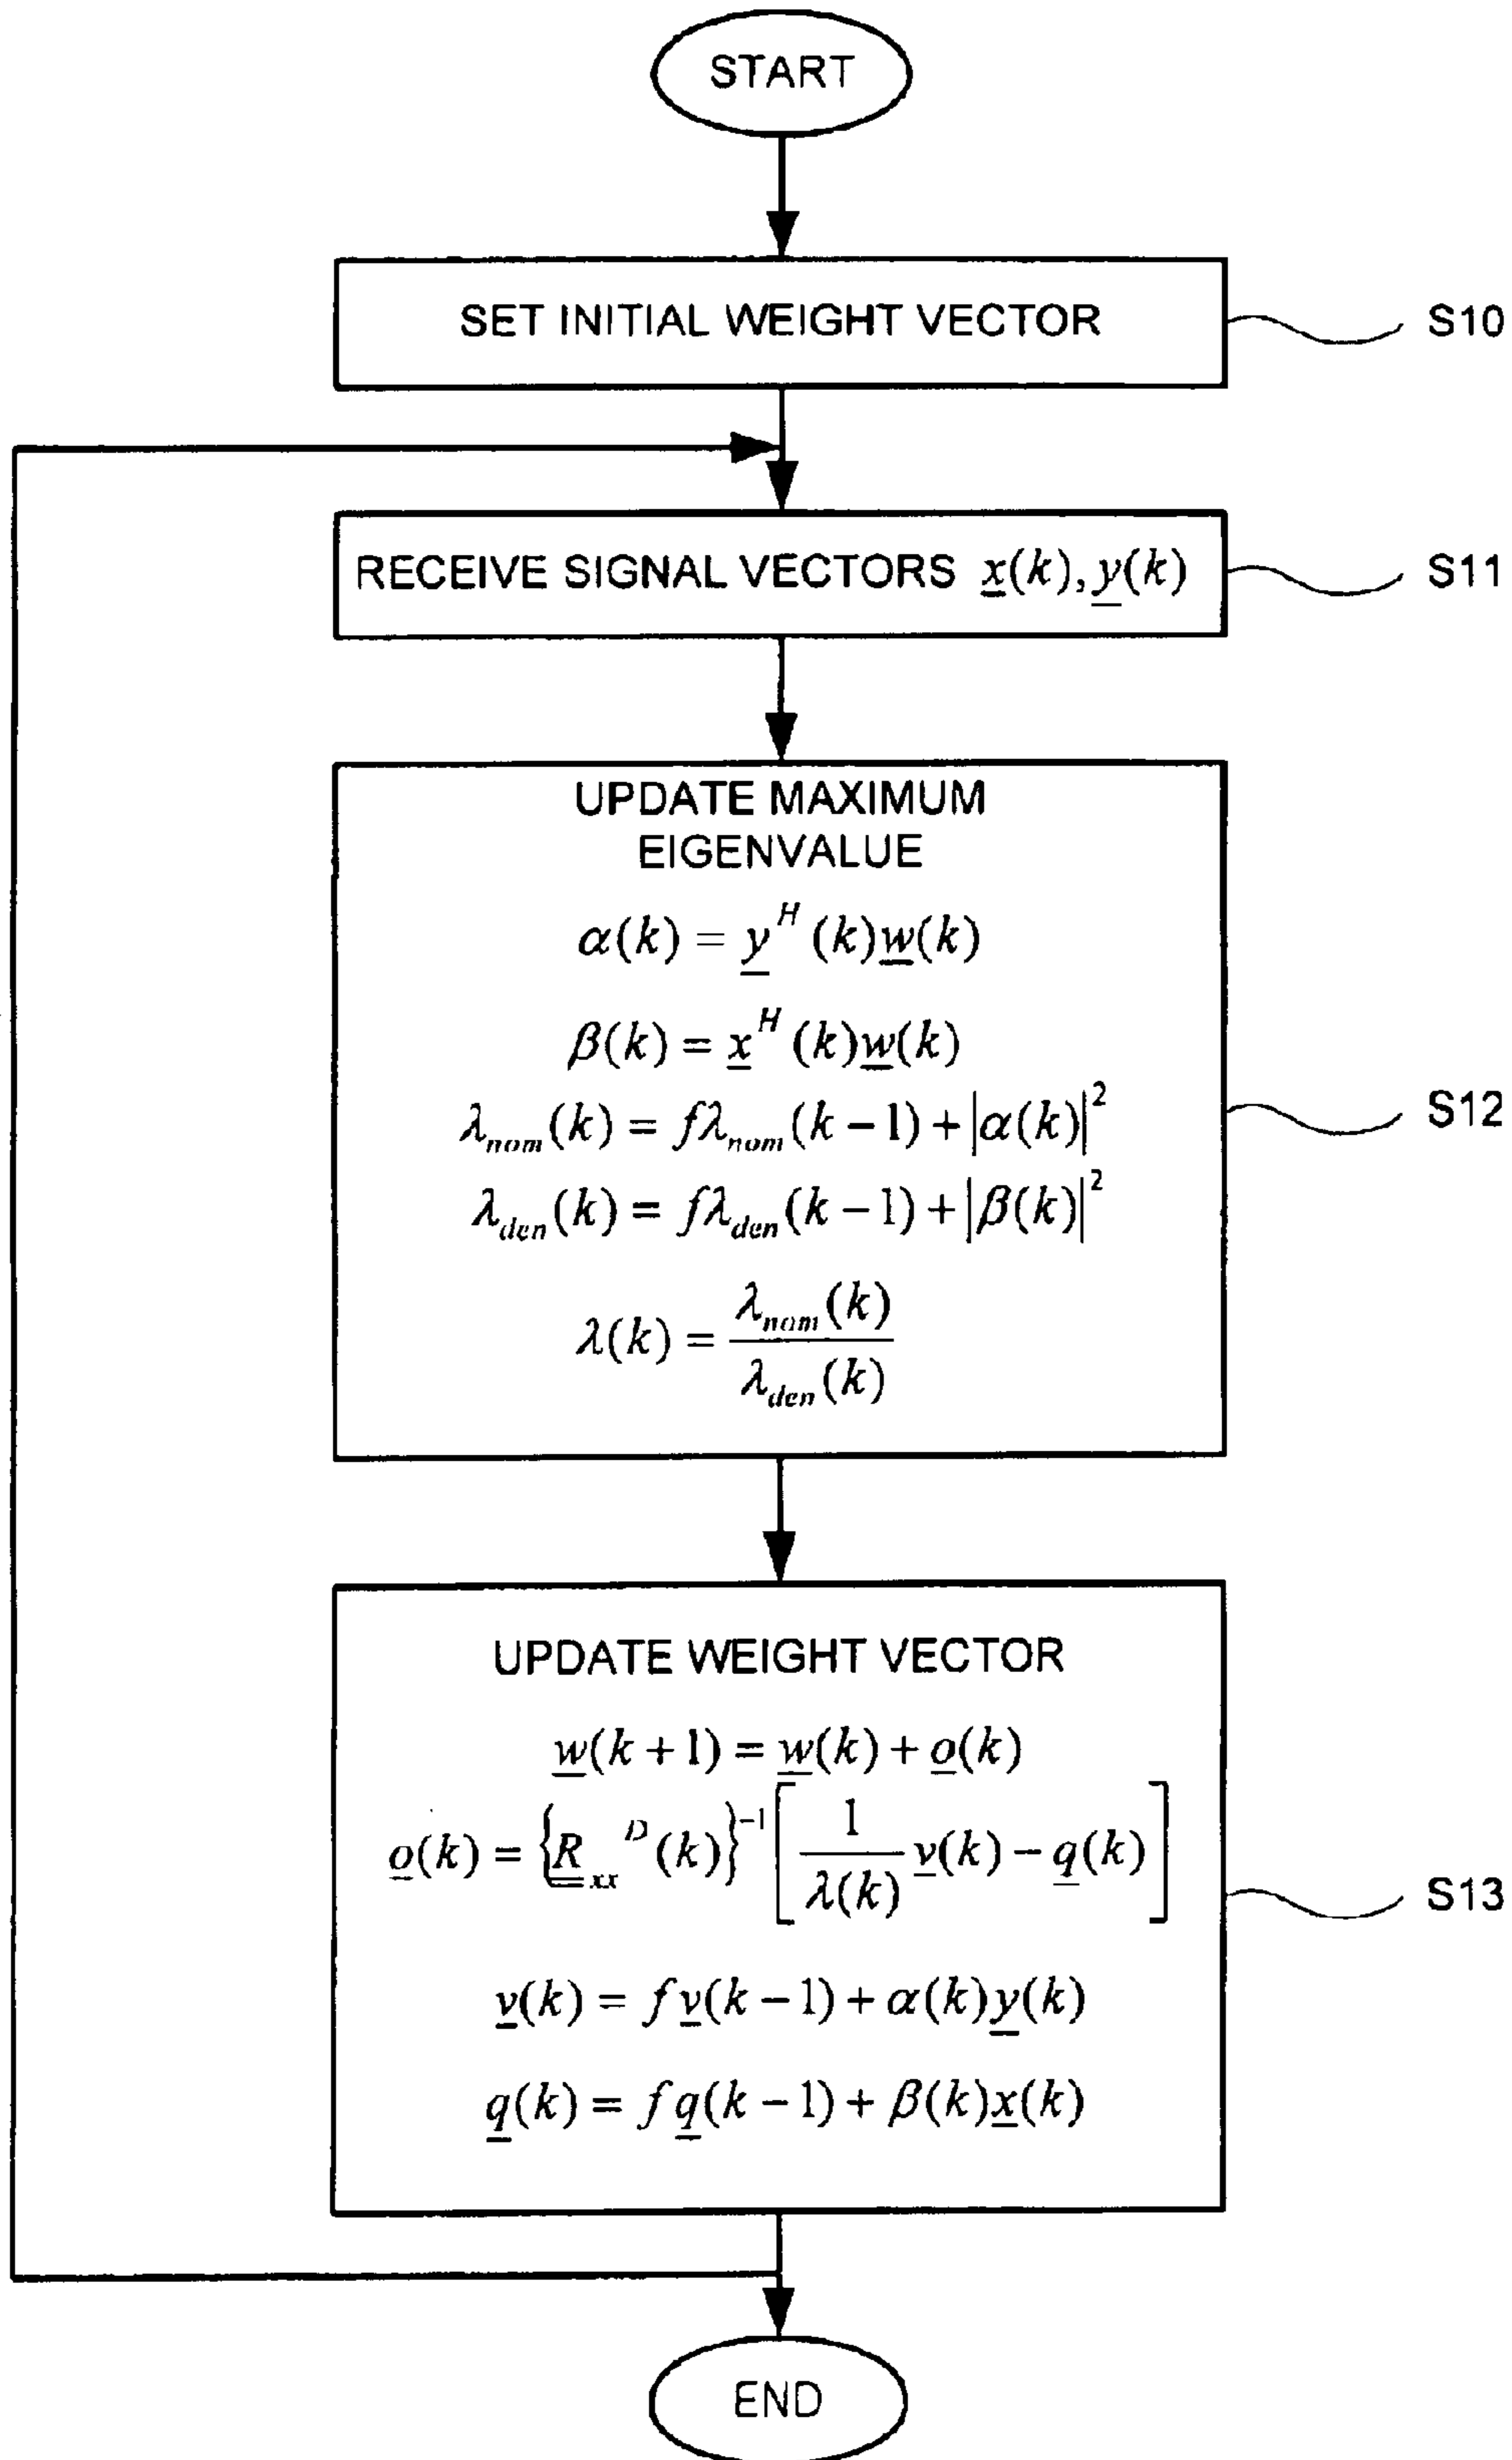 START
SET INITIAL WEIGHT VECTOR
S10
RECEIVE SIGNAL VECTORS x(k), y(k)
S11
UPDATE MAXIMUM
EIGENVALUE
α(k) = y^H(k)w(k)
β(k) = x^H(k)w(k)
λ_nom(k) = fλ_nom(k−1) + |α(k)|^2
λ_den(k) = fλ_den(k−1) + |β(k)|^2
λ(k) = λ_nom(k) / λ_den(k)
S12
UPDATE WEIGHT VECTOR
w(k+1) = w(k) + o(k)
o(k) = {R_xx^D(k)}^−1 [1/λ(k) v(k) − q(k)]
v(k) = f v(k−1) + α(k)y(k)
q(k) = f q(k−1) + β(k)x(k)
S13
END